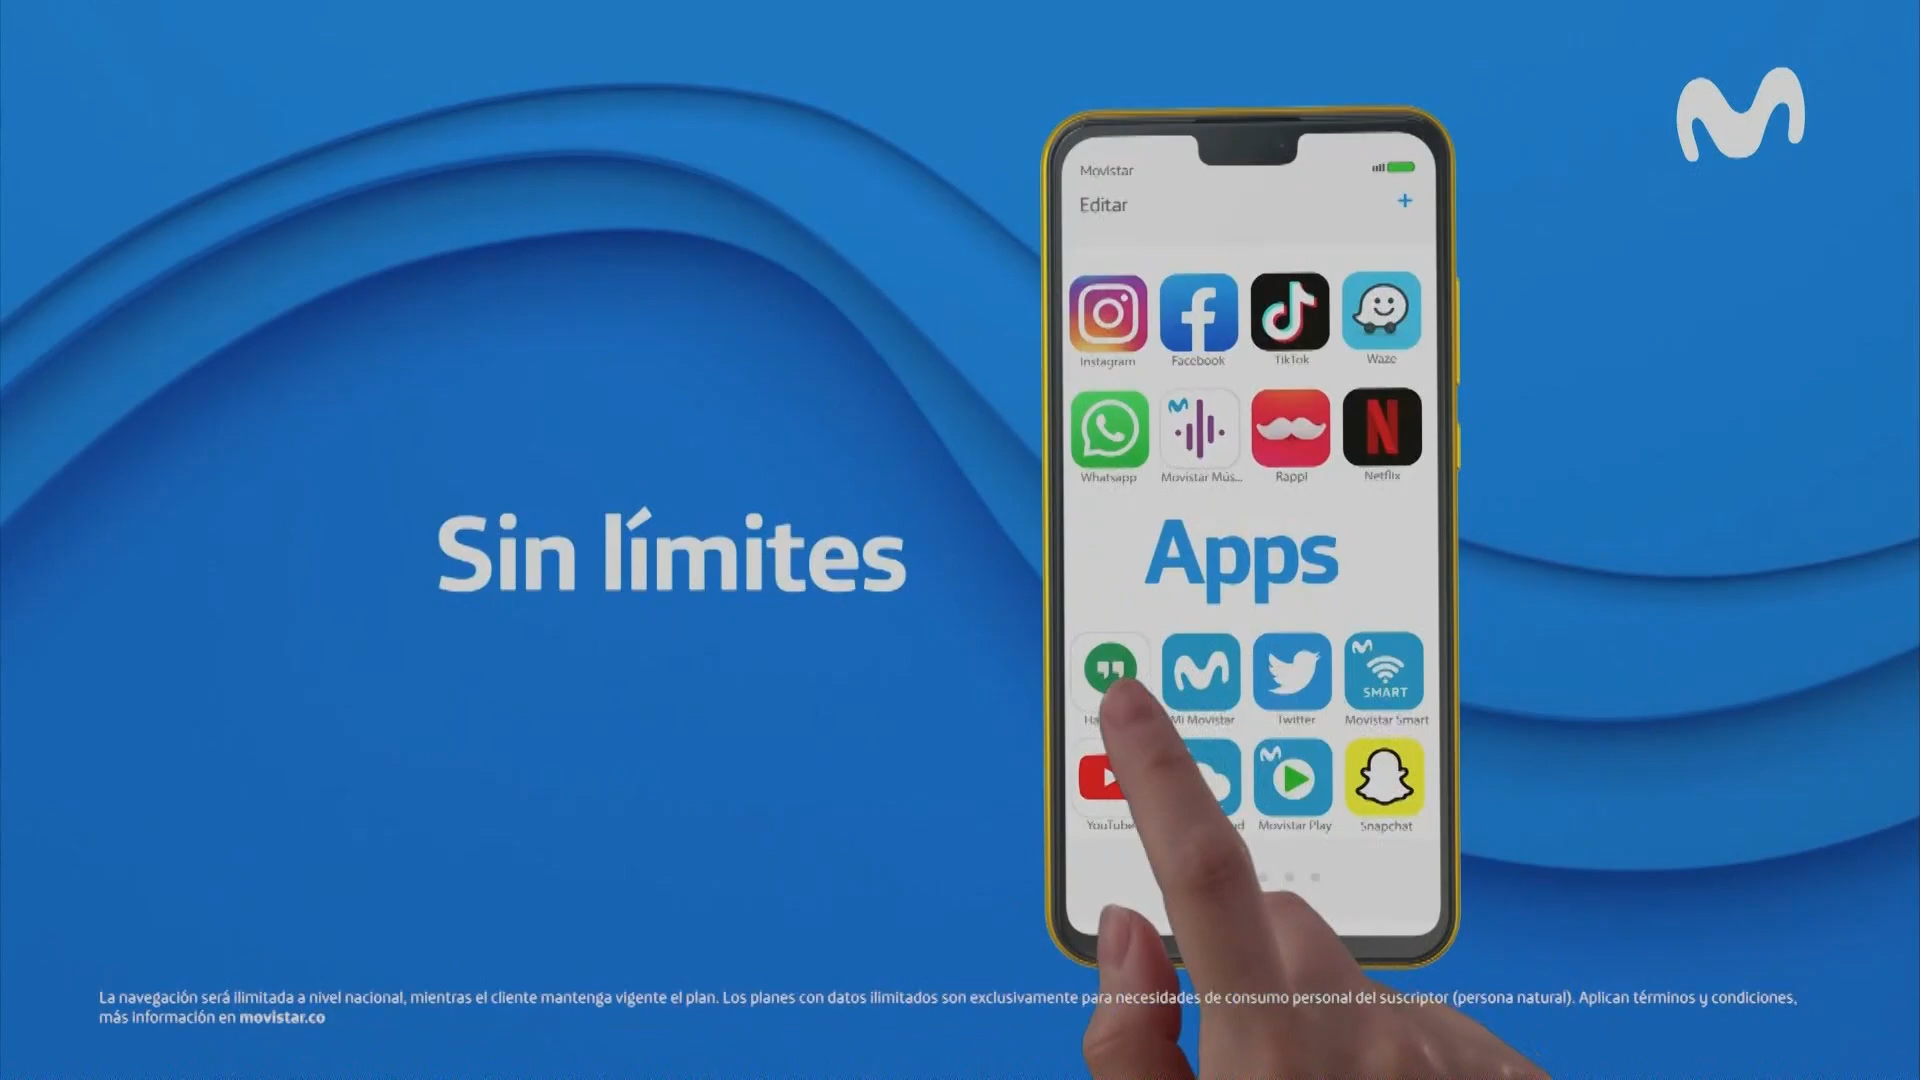 Movistar
Editar
Instagram
Facebook
TikTok
Waze
Whatsapp
Movistar Mús...
Rappi
Netflix
Sin límites
Apps
Mi Movistar
Twitter
SMART
Movistar Smart
YouTube
Movistar Play
Snapchat
La navegación será ilimitada a nivel nacional, mientras el cliente mantenga vigente el plan. Los planes con datos ilimitados son exclusivamente para necesidades de consumo personal del suscriptor (persona natural). Aplican términos y condiciones,
más información en movistar.co